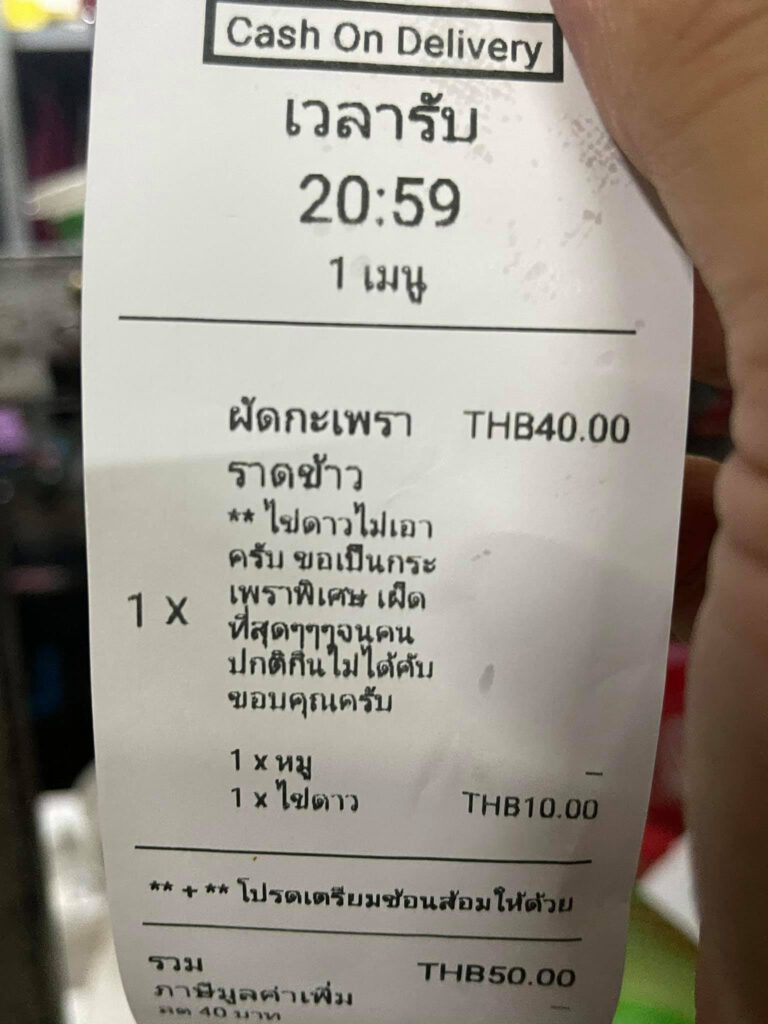 Cash On Delivery
เวลารับ
20:59
1 เมนู
ผัดกะเพรา THB40.00
ราดข้าว
** ไข่ดาวไม่เอา
ครับ ขอเป็นกระ
เพราพิเศษ เผ็ด
1 x
ที่สุดๆๆๆๆจนคน
ปกติกินไม่ได้คับ
ขอบคุณครับ
1 x หมู –
1 x ไข่ดาว THB10.00
** + ** โปรดเตรียมช้อนส้อมให้ด้วย
รวม THB50.00
ภาษีมูลค่าเพิ่ม –
ลด 40 บาท